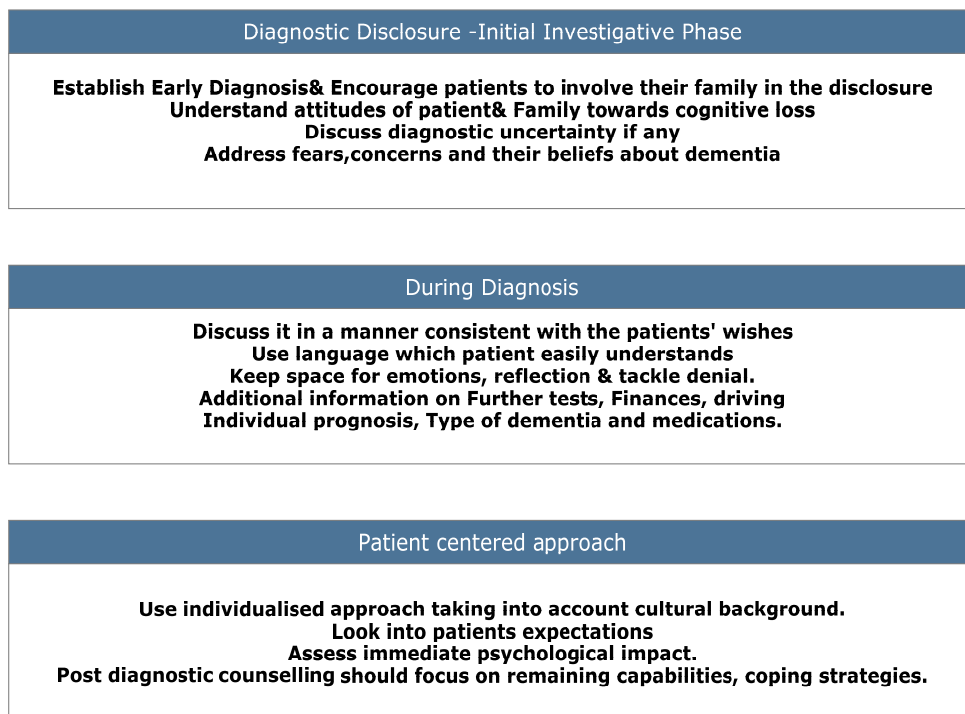 Diagnostic Disclosure -Initial Investigative Phase
Establish Early Diagnosis& Encourage patients to involve their family in the disclosure
Understand attitudes of patient& Family towards cognitive loss
Discuss diagnostic uncertainty if any
Address fears,concerns and their beliefs about dementia
During Diagnosis
Discuss it in a manner consistent with the patients' wishes
Use language which patient easily understands
Keep space for emotions, reflection & tackle denial.
Additional information on Further tests, Finances, driving
Individual prognosis, Type of dementia and medications.
Patient centered approach
Use individualised approach taking into account cultural background.
Look into patients expectations
Assess immediate psychological impact.
Post diagnostic counselling should focus on remaining capabilities, coping strategies.